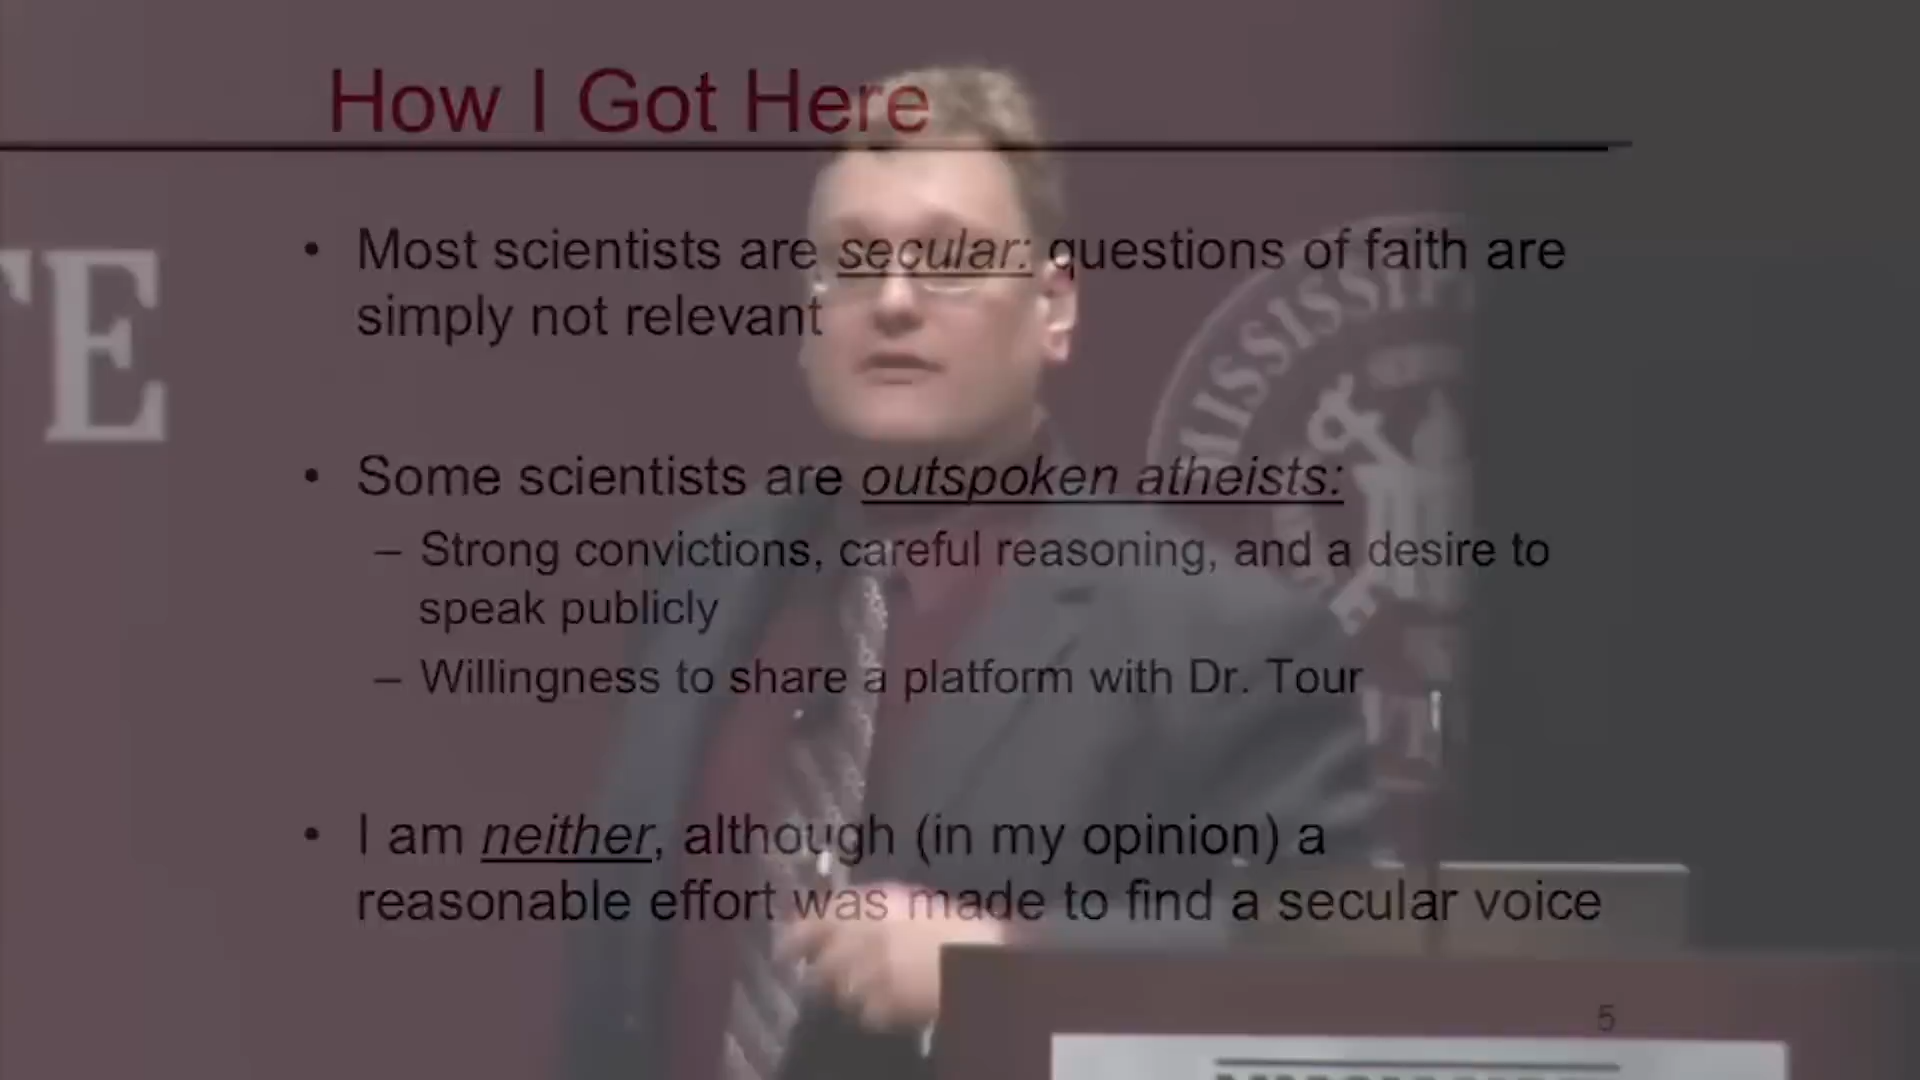 How I Got Here
• Most scientists are secular: questions of faith are
simply not relevant
TE
MISSISSIPPI
• Some scientists are outspoken atheists:
– Strong convictions, careful reasoning, and a desire to
speak publicly
– Willingness to share a platform with Dr. Tour
• I am neither, although (in my opinion) a
reasonable effort was made to find a secular voice
5